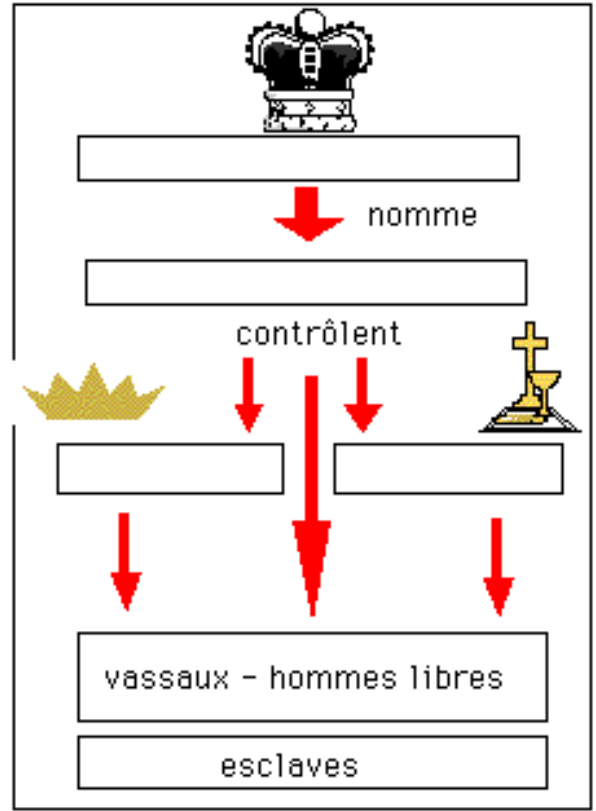 nomme
contrôlent
vassaux - hommes libres
esclaves